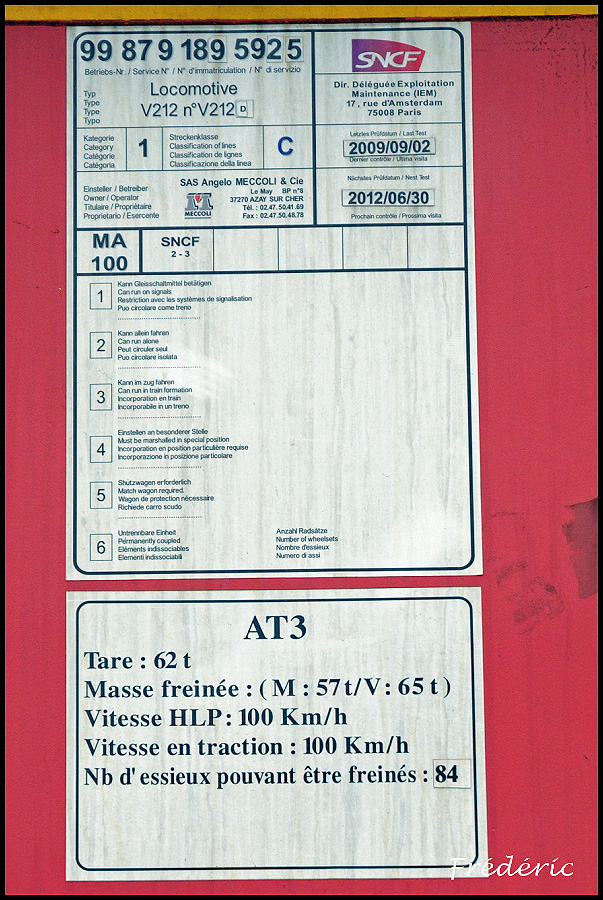 99 87 9 189 592 5
SNCF
Betriebs-Nr. / Service N° / N° d'immatriculation / N° di servizio
Typ
Type
Type
Typo
Locomotive
V212 n°V212 D
Dir. Déléguée Exploitation
Maintenance (IEM)
17, rue d'Amsterdam
75008 Paris
Kategorie
Category
Catégorie
Catégoria
1
Streckenklasse
Classification of lines
Classification de lignes
Classificazione della linea
C
Letztes Prüfdatum / Last Test
2009/09/02
Dernier contrôle / Ultima visita
Einsteller / Betreiber
Owner / Operator
Titulaire / Propriétaire
Proprietario / Esercente
SAS Angelo MECCOLI & Cie
Le May BP n°8
37270 AZAY SUR CHER
Tél. : 02.47.50.41.69
Fax : 02.47.50.48.78
MECCOLI
Nächstes Prüfdatum / Next Test
2012/06/30
Prochain contrôle / Prossima visita
MA
100
SNCF
2 - 3
1
Kann Gleisschaltmittel betätigen
Can run on signals
Restriction avec les systèmes de signalisation
Puo circolare come treno
2
Kann allein fahren
Can run alone
Peut circuler seul
Puo circolare isolata
3
Kann im zug fahren
Can run in train formation
Incorporation en train
Incorporabile in un treno
4
Einstellen an besonderer Stelle
Must be marshalled in special position
Incorporation en position particulière requise
Incorporazione in posizione particolare
5
Shutzwagen erforderlich
Match wagon required.
Wagon de protection nécessaire
Richiede carro scudo
6
Untrennbare Einheit
Pérmanently coupled
Eléments indissociables
Elementi indissociabili
Anzahl Radsätze
Number of wheelsets
Nombre d'essieux
Numero di assi
AT3
Tare : 62 t
Masse freinée : ( M : 57 t / V : 65 t )
Vitesse HLP : 100 Km/h
Vitesse en traction : 100 Km/h
Nb d'essieux pouvant être freinés : 84
Frédéric